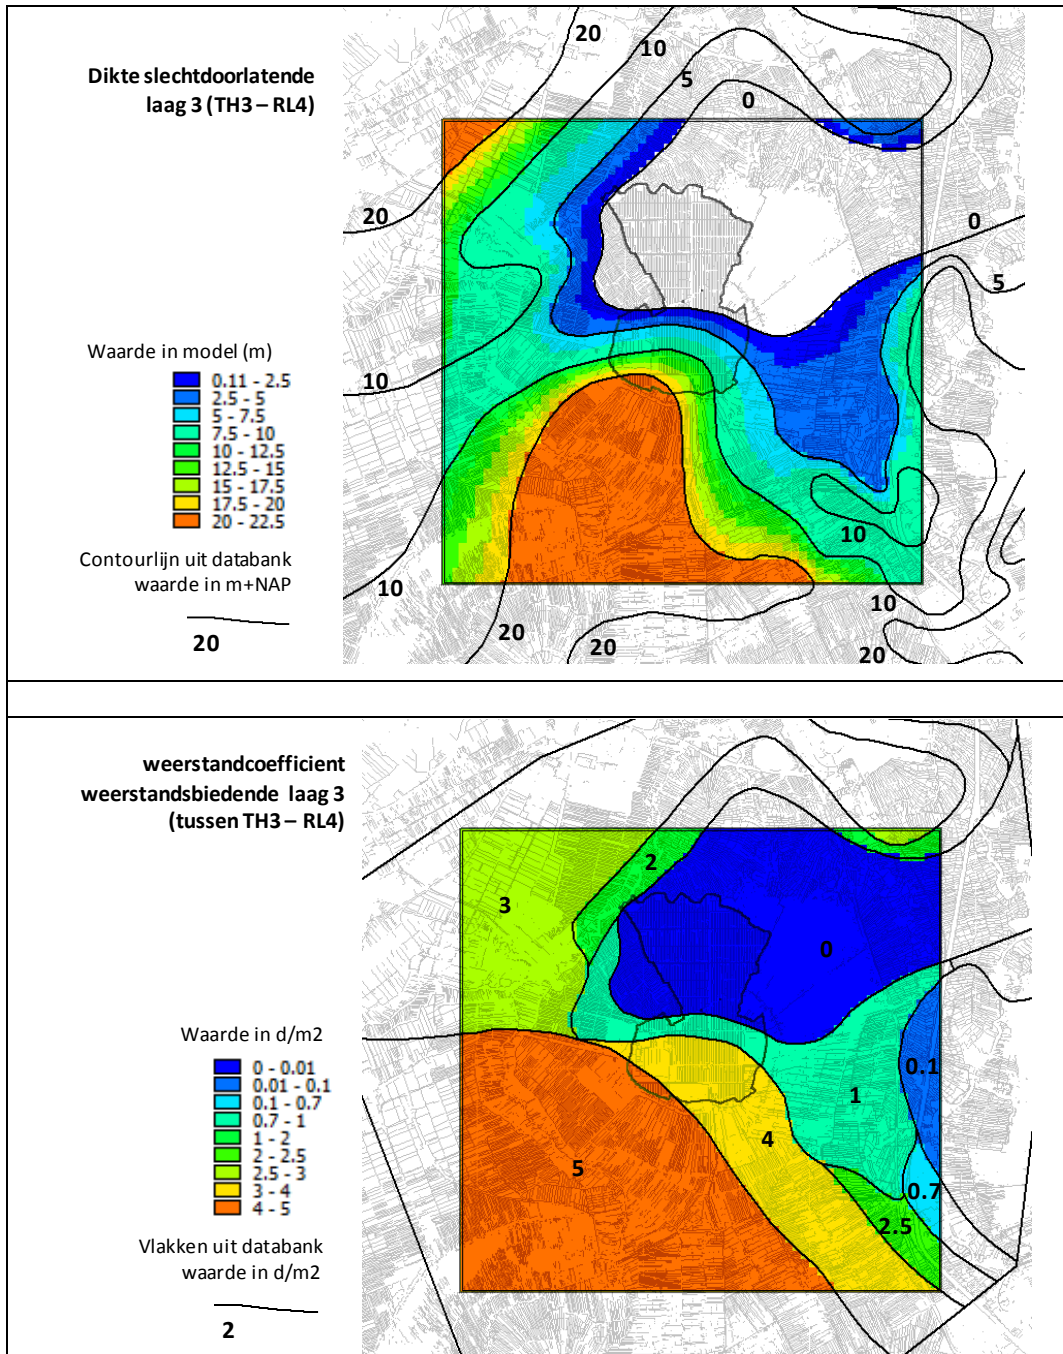 Dikte slechtdoorlatende
laag 3 (TH3 – RL4)
20
10
5
0
20
0
5
10
10
10
20
20
10
20
Waarde in model (m)
0.11 - 2.5
2.5 - 5
5 - 7.5
7.5 - 10
10 - 12.5
12.5 - 15
15 - 17.5
17.5 - 20
20 - 22.5
Contourlijn uit databank
waarde in m+NAP
20
weerstandcoefficient
weerstandsbiedende laag 3
(tussen TH3 – RL4)
2
3
0
0.1
1
4
5
0.7
2.5
Waarde in d/m2
0 - 0.01
0.01 - 0.1
0.1 - 0.7
0.7 - 1
1 - 2
2 - 2.5
2.5 - 3
3 - 4
4 - 5
Vlakken uit databank
waarde in d/m2
2